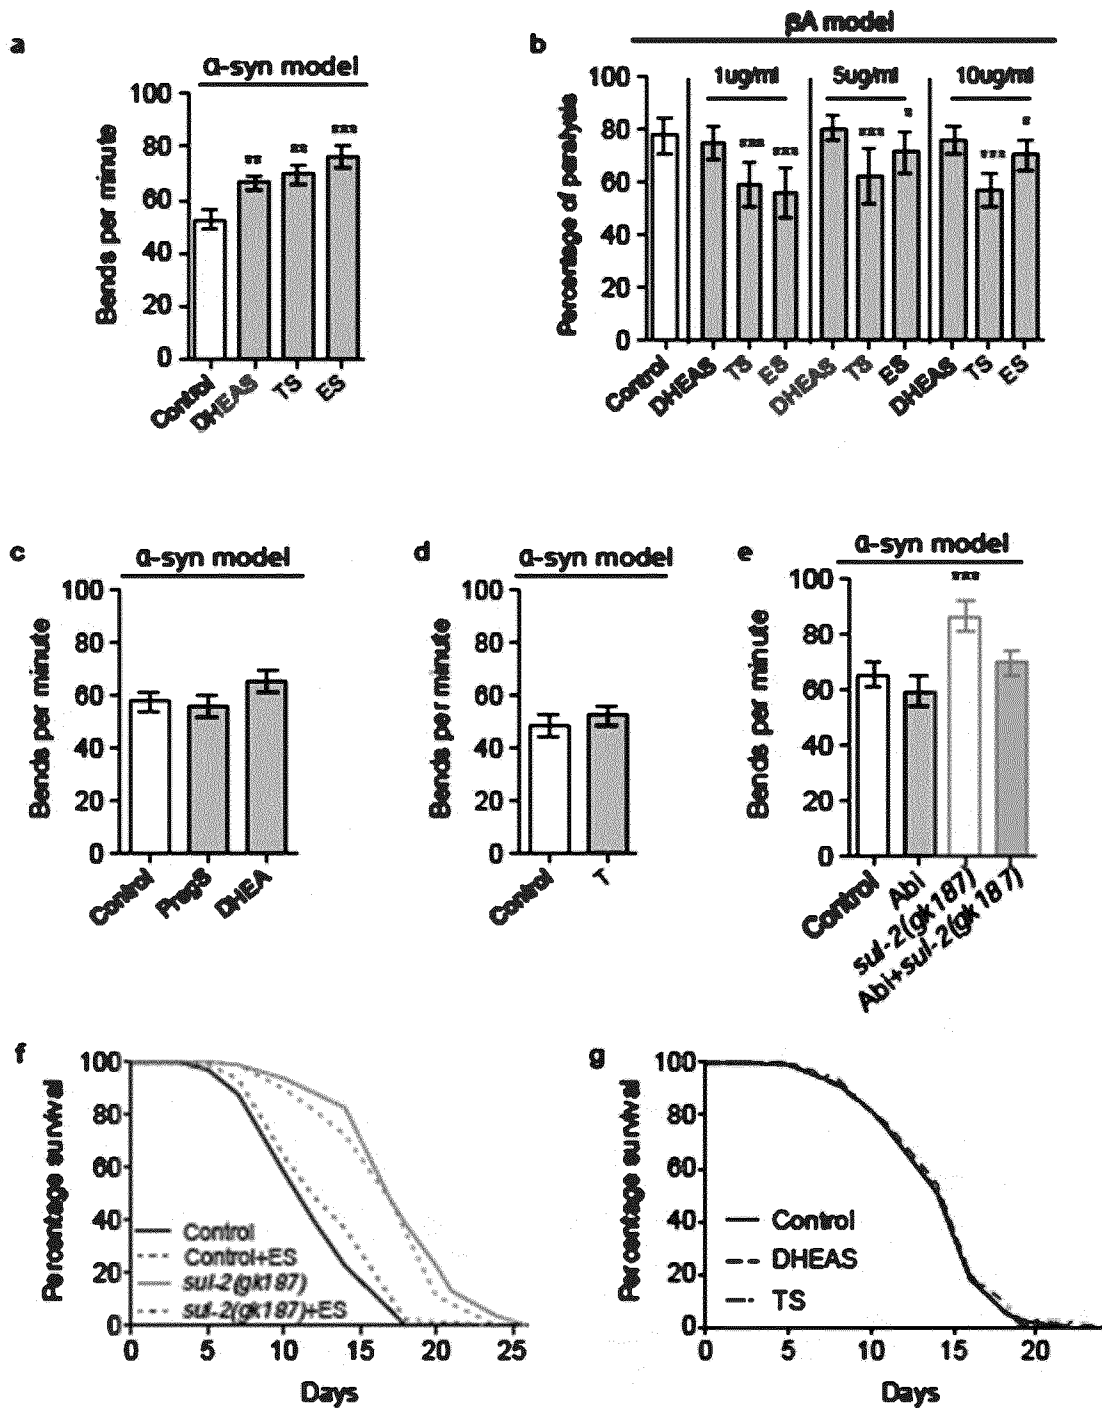 a
α-syn model
Bends per minute
100
80
60
40
20
0
** ** ***
Control DHEAS TS ES
b
βA model
1ug/ml 5ug/ml 10ug/ml
Percentage of paralysis
100
80
60
40
20
0
*** *** *** * *** *
Control DHEAS TS ES DHEAS TS ES DHEAS TS ES
c
α-syn model
Bends per minute
100
80
60
40
20
0
Control PregS DHEA
d
α-syn model
Bends per minute
100
80
60
40
20
0
Control T
e
α-syn model
***
Bends per minute
100
80
60
40
20
0
Control Abi sul-2(gk187) Abi+sul-2(gk187)
f
Percentage survival
100
80
60
40
20
0
Control
Control+ES
sul-2(gk187)
sul-2(gk187)+ES
0 5 10 15 20 25
Days
g
Percentage survival
100
80
60
40
20
0
Control
DHEAS
TS
0 5 10 15 20
Days